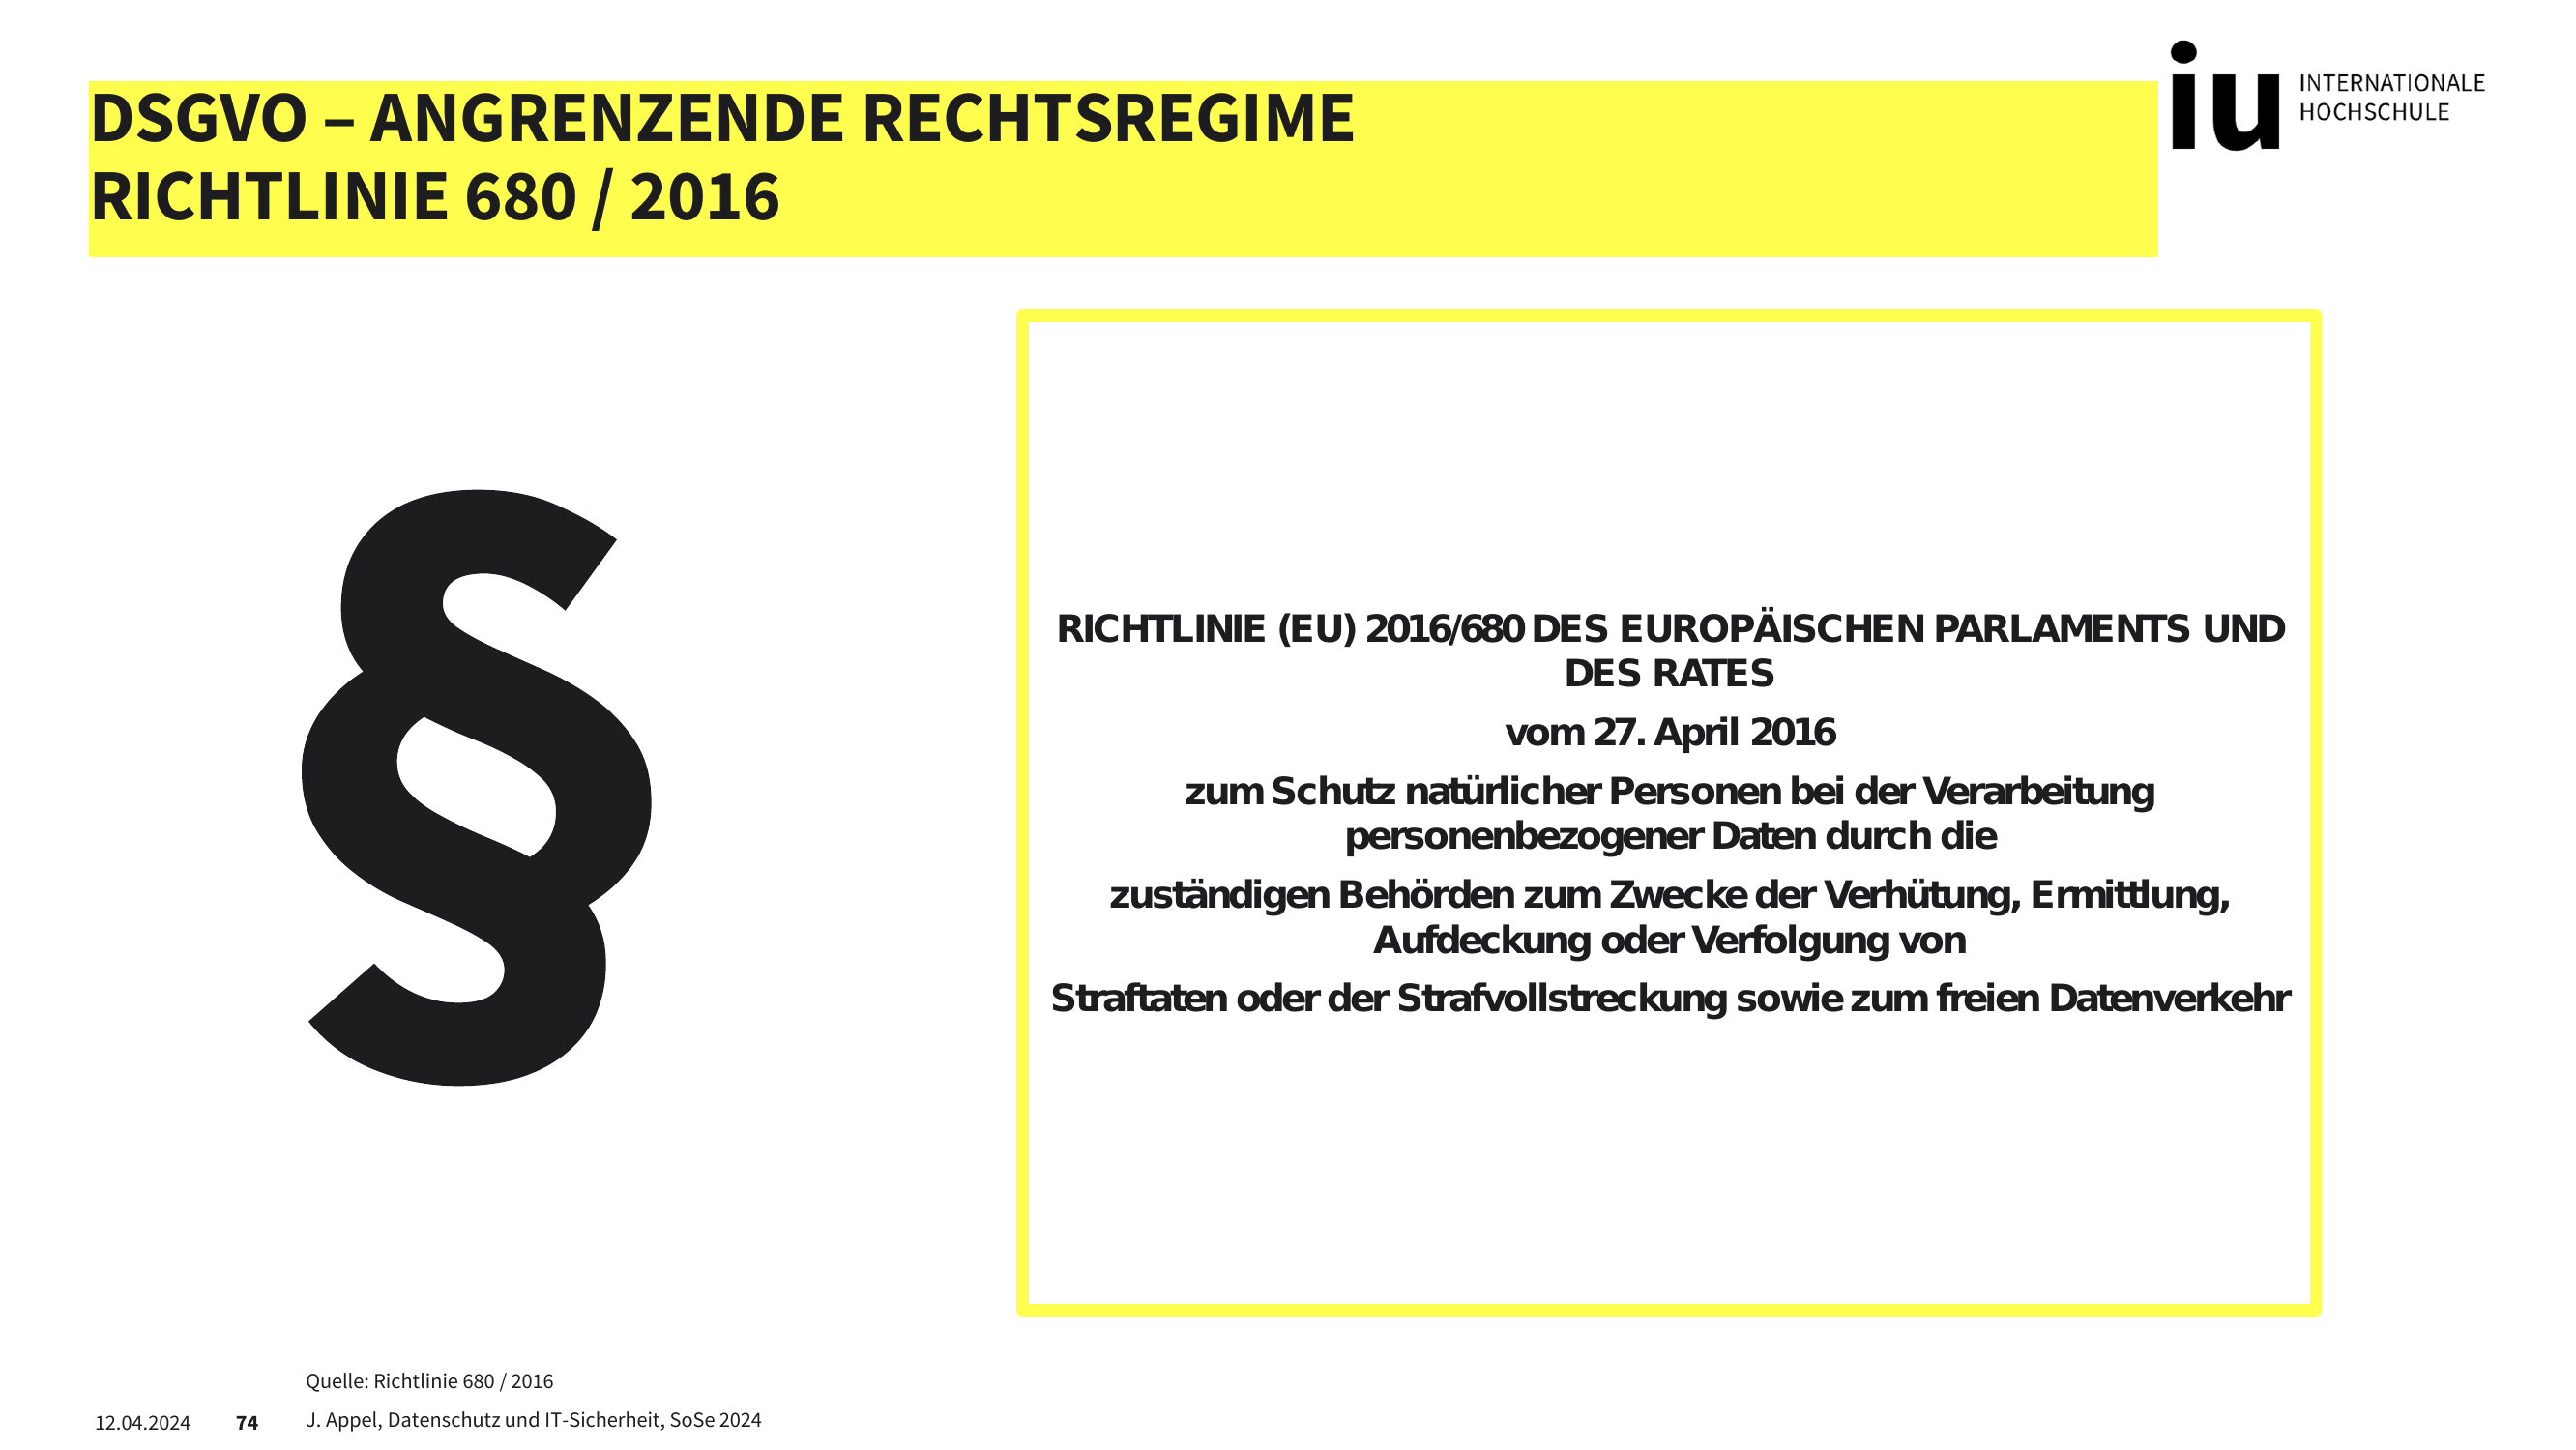 DSGVO – ANGRENZENDE RECHTSREGIME
RICHTLINIE 680 / 2016
iu
INTERNATIONALE
HOCHSCHULE
§
RICHTLINIE (EU) 2016/680 DES EUROPÄISCHEN PARLAMENTS UND
DES RATES
vom 27. April 2016
zum Schutz natürlicher Personen bei der Verarbeitung
personenbezogener Daten durch die
zuständigen Behörden zum Zwecke der Verhütung, Ermittlung,
Aufdeckung oder Verfolgung von
Straftaten oder der Strafvollstreckung sowie zum freien Datenverkehr
Quelle: Richtlinie 680 / 2016
12.04.2024 74 J. Appel, Datenschutz und IT-Sicherheit, SoSe 2024